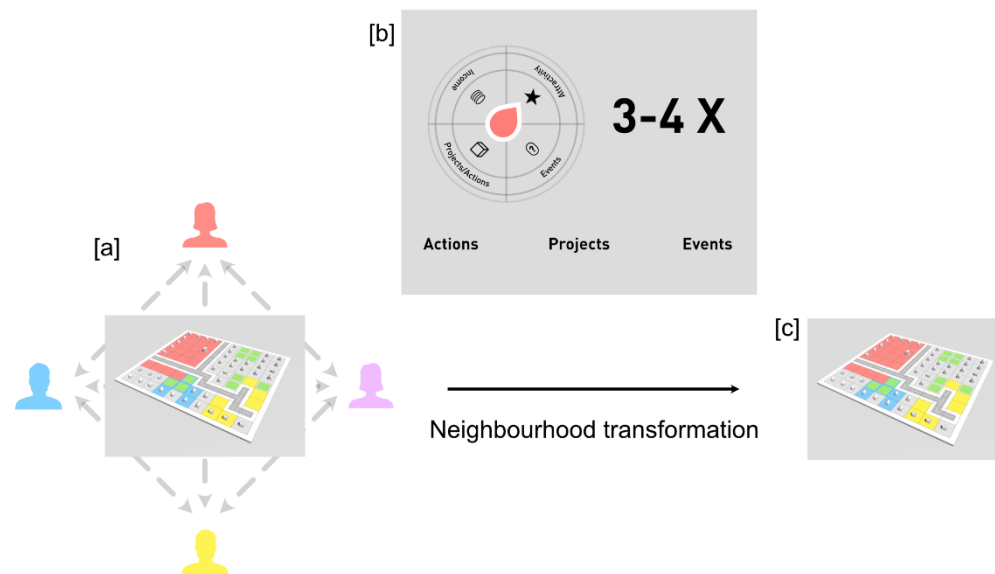 [b]
Income
Attractivity
Projects/Actions
Events
3-4 X
Actions
Projects
Events
[a]
[c]
Neighbourhood transformation